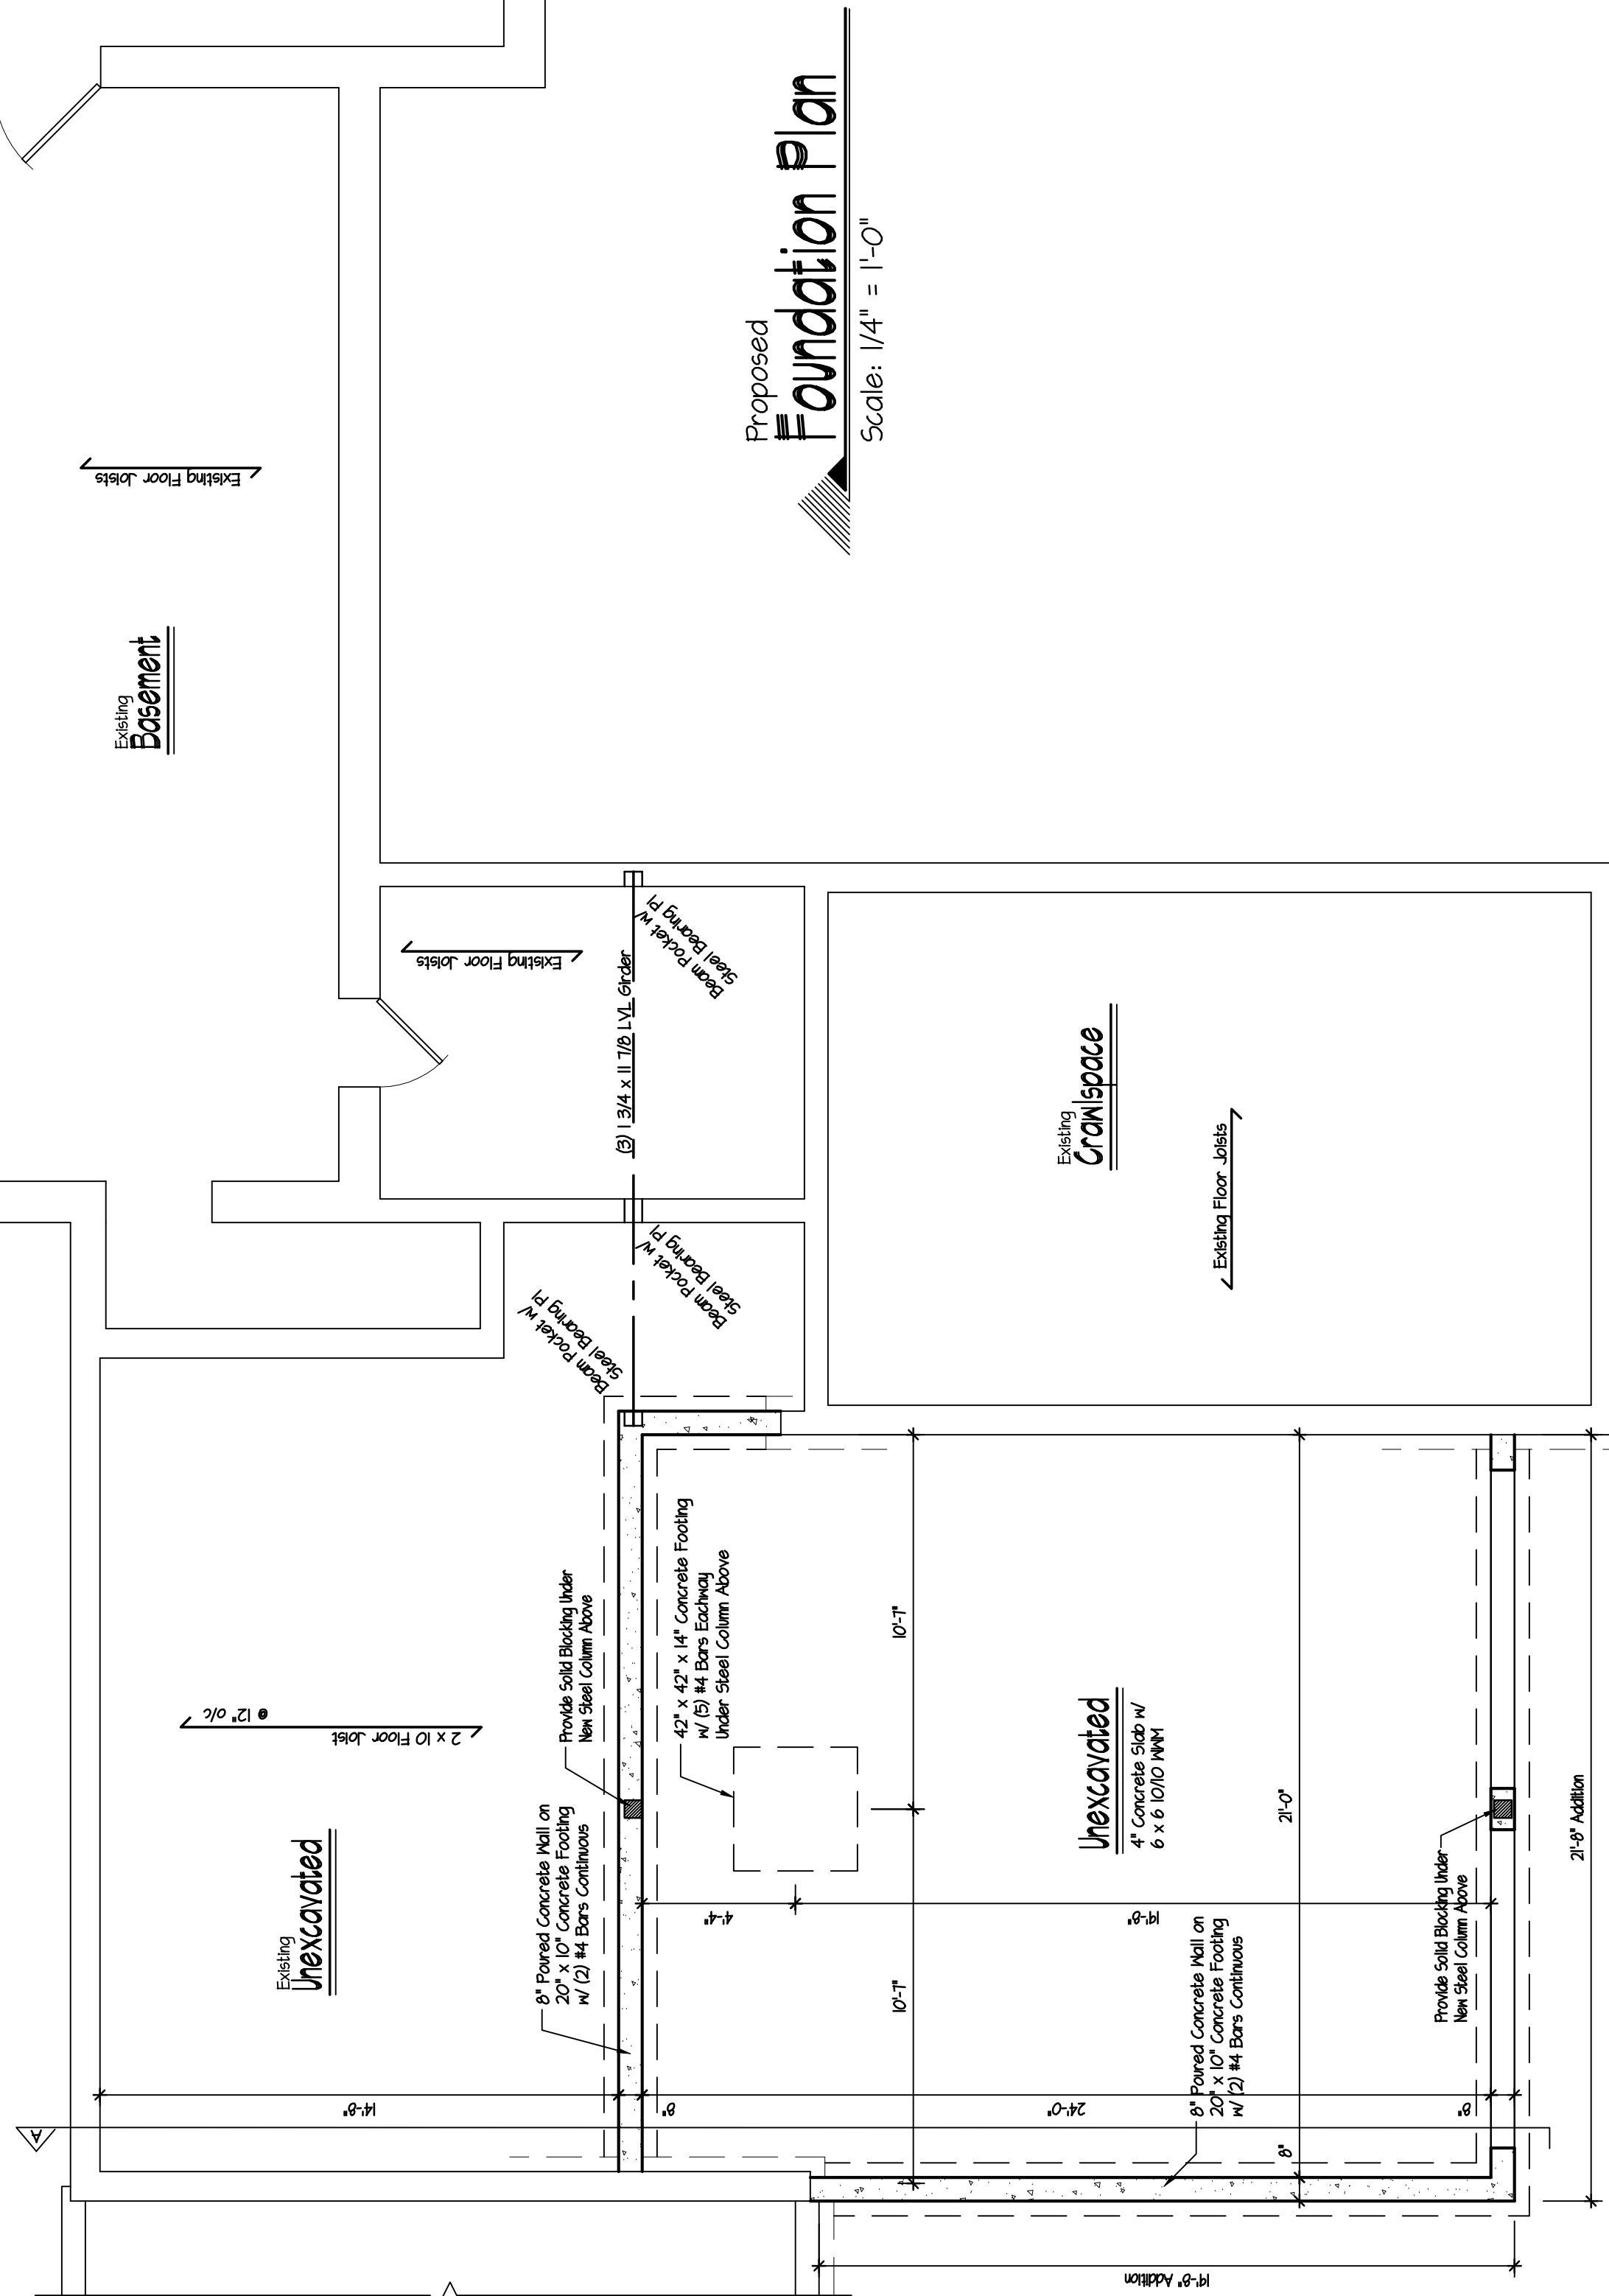 Proposed
Foundation Plan
Scale: 1/4" = 1'-0"
Existing
Basement
Existing Floor Joists
Existing Floor Joists
(3) 1 3/4 x 11 7/8 LVL Girder
Beam Pocket w/
Steel Bearing Pl
Beam Pocket w/
Steel Bearing Pl
Beam Pocket w/
Steel Bearing Pl
Existing
Crawlspace
Existing Floor Joists
Existing
Unexcavated
2 x 10 Floor Joist
@ 12" o/c
Provide Solid Blocking Under
New Steel Column Above
8" Poured Concrete Wall on
20" x 10" Concrete Footing
w/ (2) #4 Bars Continuous
42" x 42" x 14" Concrete Footing
w/ (5) #4 Bars Eachway
Under Steel Column Above
Unexcavated
4" Concrete Slab w/
6 x 6 10/10 WWM
8" Poured Concrete Wall on
20" x 10" Concrete Footing
w/ (2) #4 Bars Continuous
Provide Solid Blocking Under
New Steel Column Above
10'-7"
10'-7"
21'-0"
8"
21'-8" Addition
4'-4"
19'-8"
14'-8"
8"
24'-0"
8"
19'-8" Addition
A